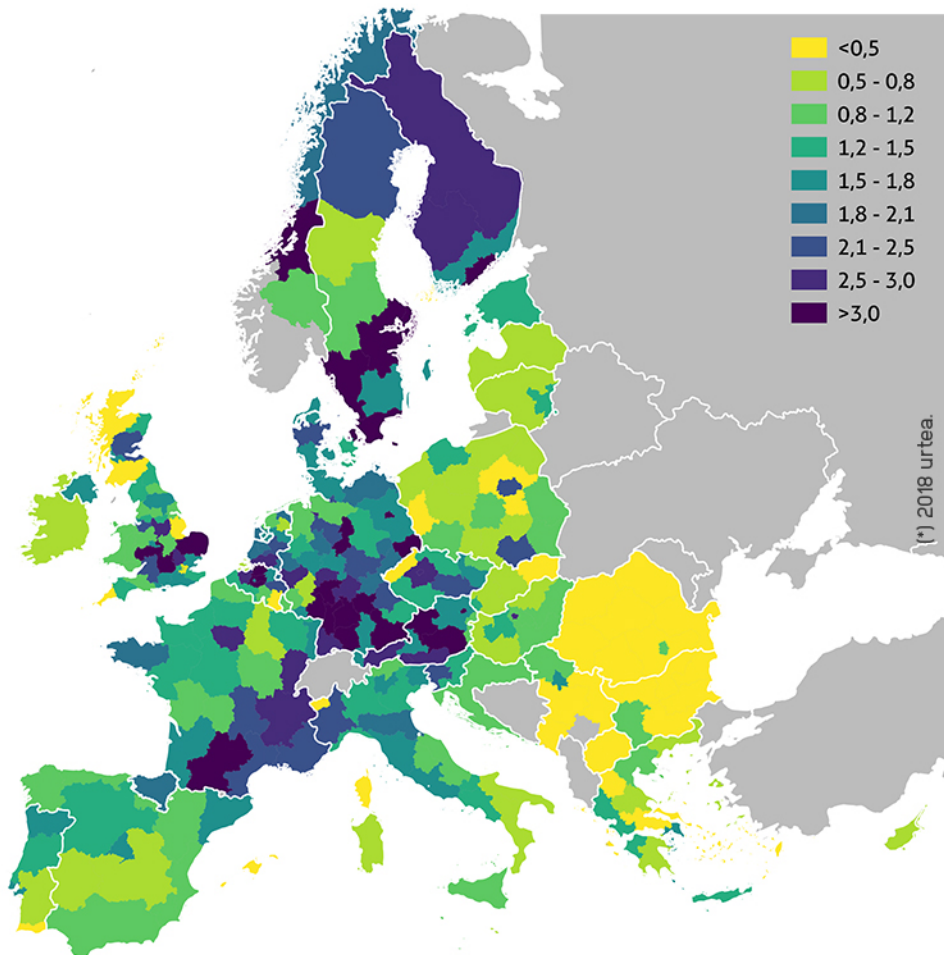 <0,5
0,5 - 0,8
0,8 - 1,2
1,2 - 1,5
1,5 - 1,8
1,8 - 2,1
2,1 - 2,5
2,5 - 3,0
>3,0
(*) 2018 urtea.